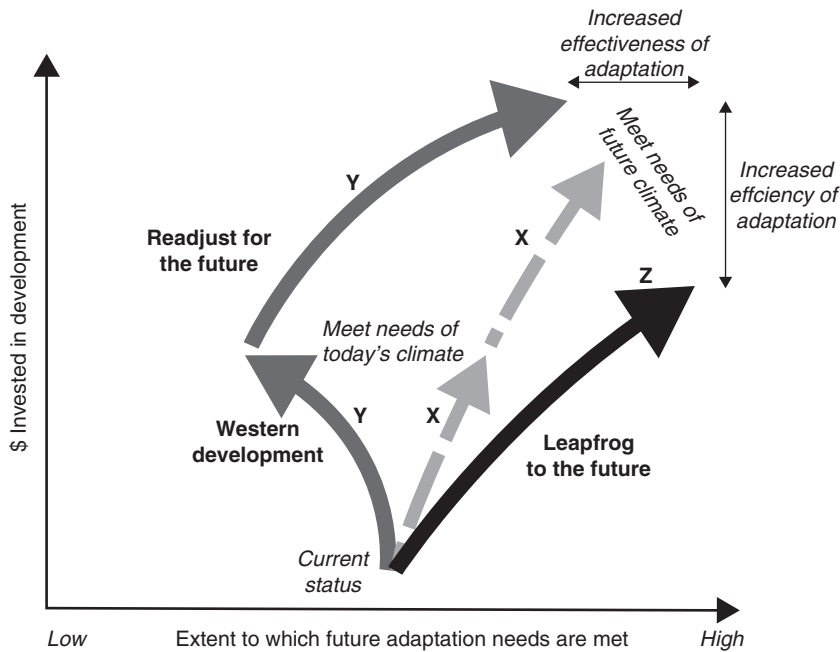 Increased
effectiveness of
adaptation
Meet needs of
future climate
Increased
effciency of
adaptation
Y
Readjust for
the future
X
Z
Meet needs of
today's climate
$ Invested in development
Y
X
Western
development
Leapfrog
to the future
Current
status
Low
Extent to which future adaptation needs are met
High